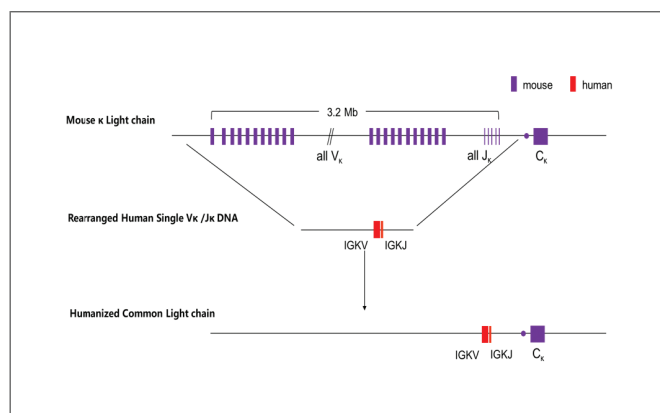 mouse human
3.2 Mb
Mouse κ Light chain
all Vκ all Jκ Cκ
Rearranged Human Single Vκ /Jκ DNA
IGKV IGKJ
Humanized Common Light chain
IGKV IGKJ Cκ